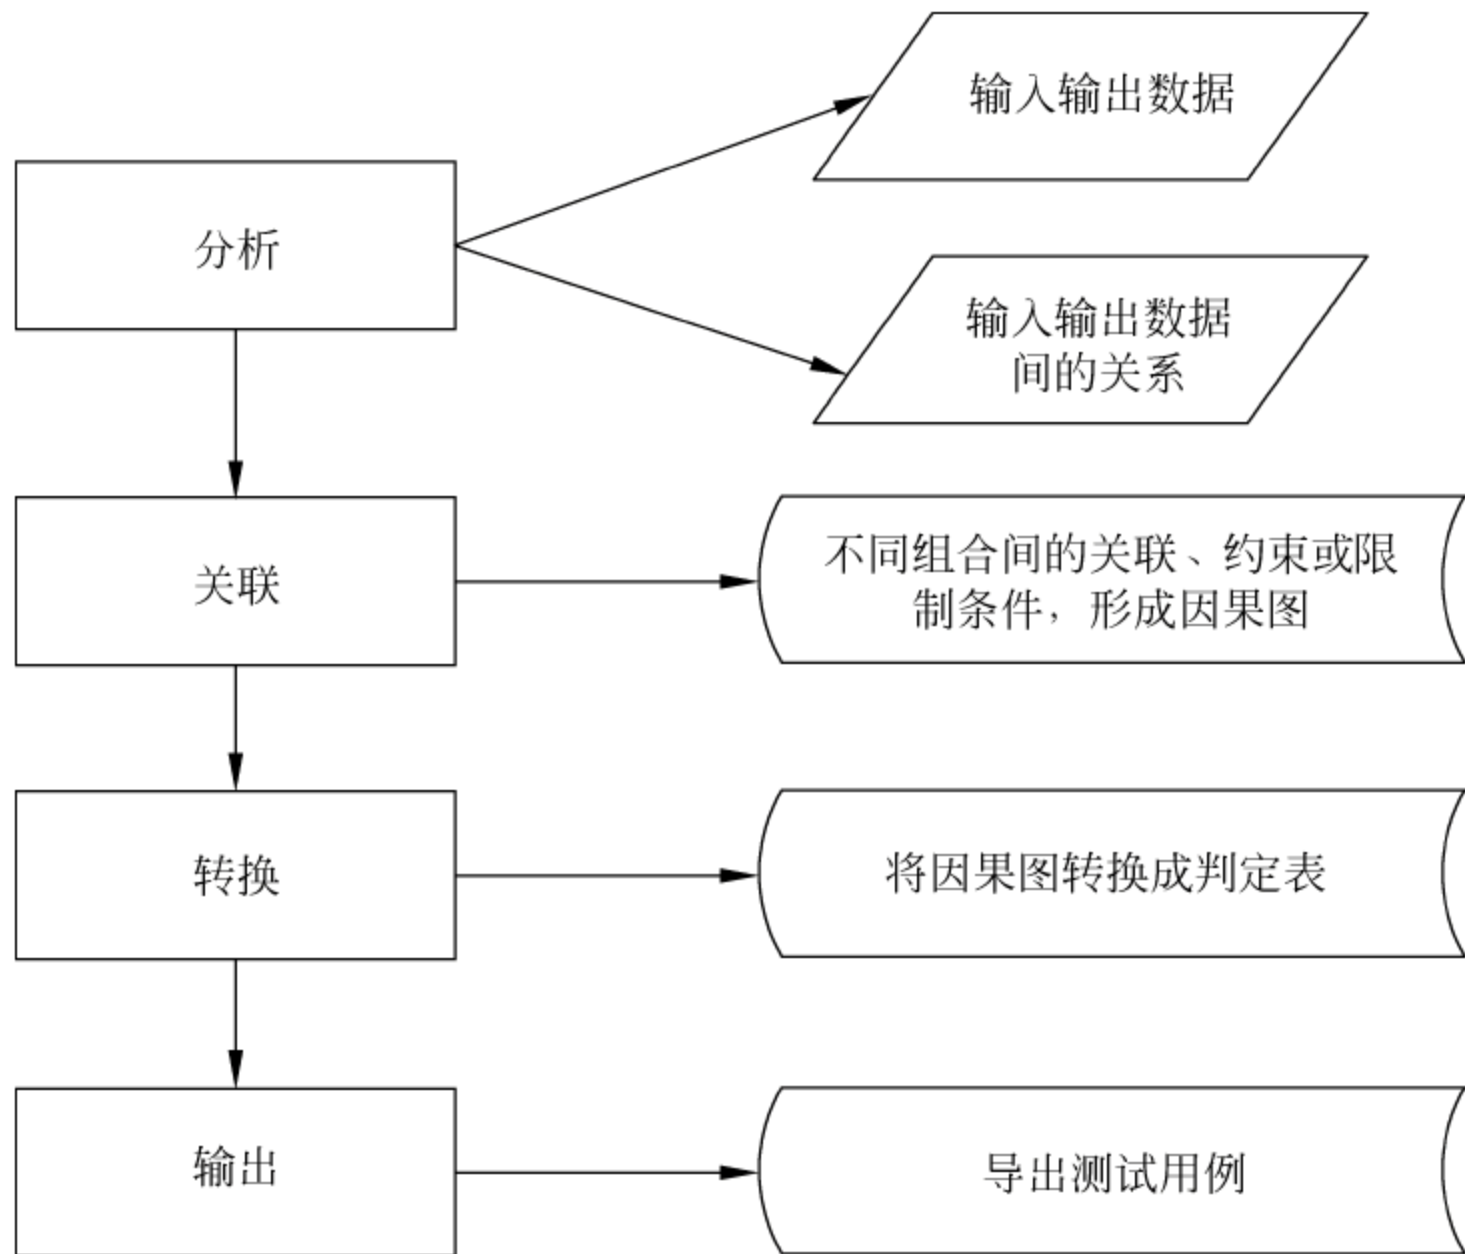 输入输出数据
分析
输入输出数据
间的关系
关联
不同组合间的关联、约束或限
制条件，形成因果图
转换
将因果图转换成判定表
输出
导出测试用例